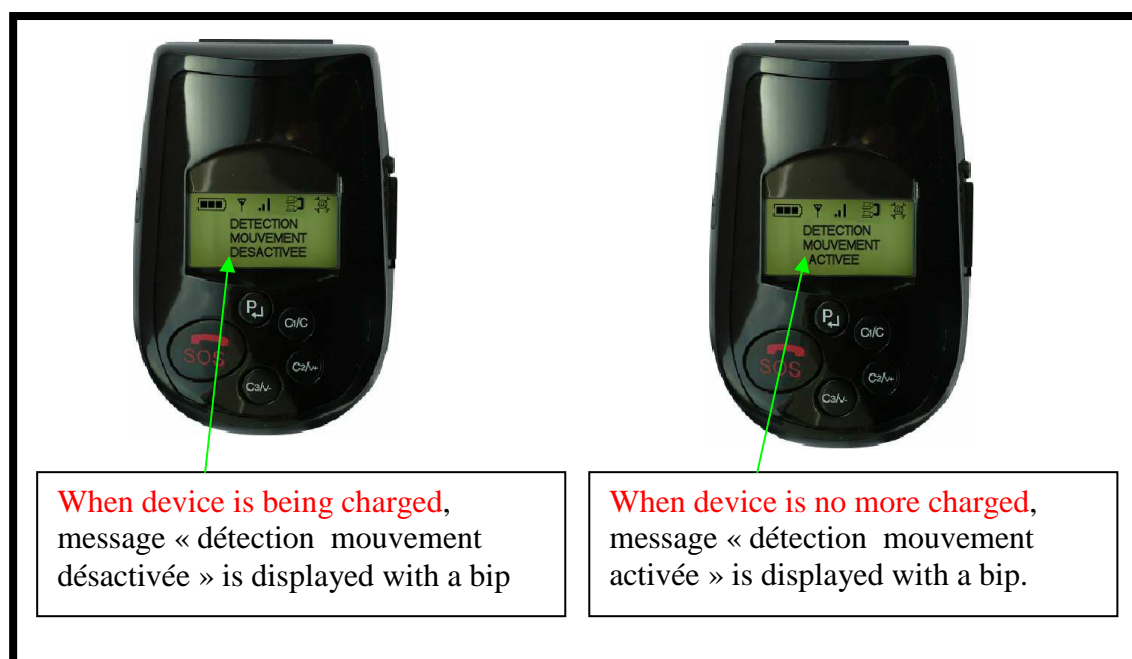 DETECTION
MOUVEMENT
DESACTIVEE
P
C1/C
SOS
C2/v+
C3/v-
DETECTION
MOUVEMENT
ACTIVEE
P
C1/C
SOS
C2/v+
C3/v-
When device is being charged,
message « détection mouvement
désactivée » is displayed with a bip
When device is no more charged,
message « détection mouvement
activée » is displayed with a bip.